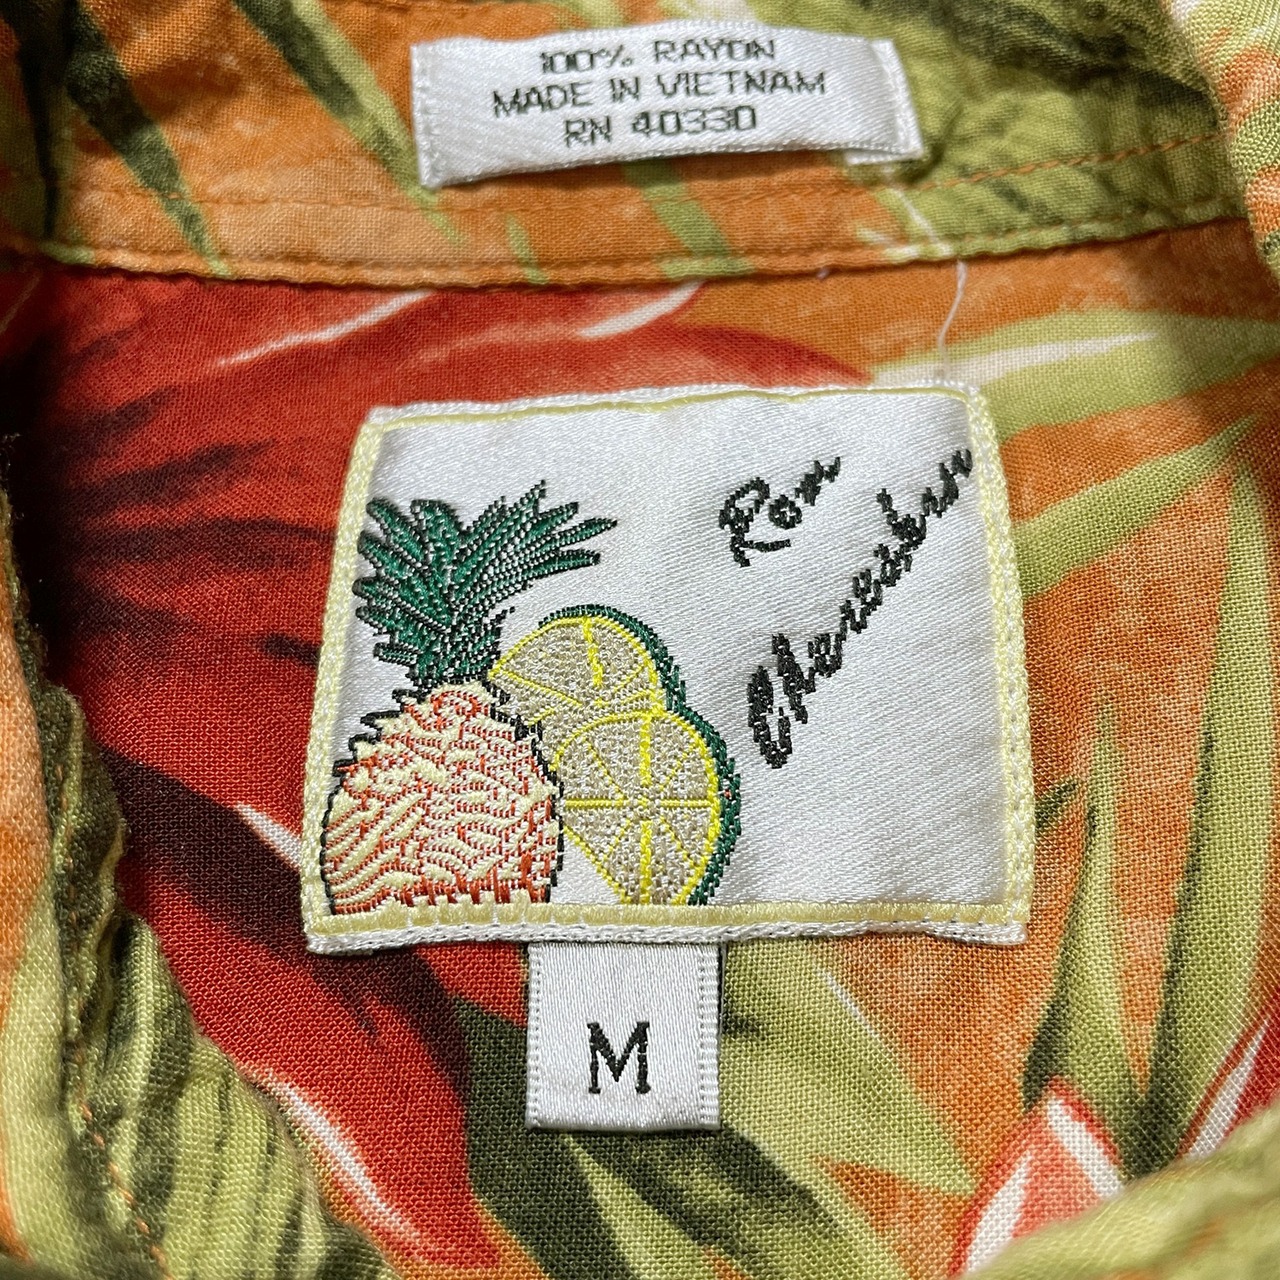 100% RAYON
MADE IN VIETNAM
RN 40330
Ron
Chereskin
M